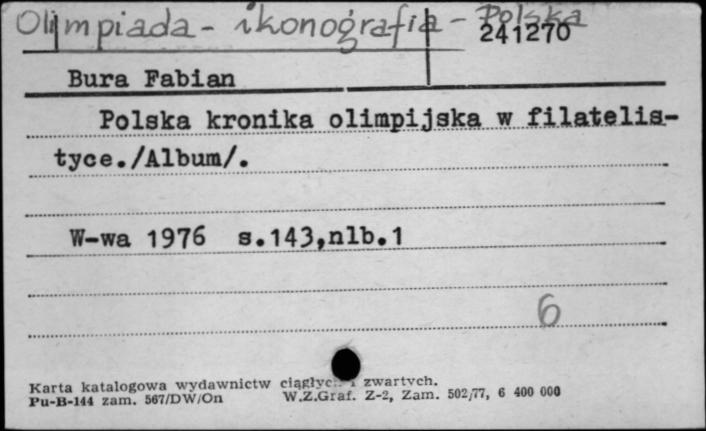 Olimpiada - ikonografia - Polska
241270
Bura Fabian
Polska kronika olimpijska w filatelis-
tyce./Album/.
W-wa 1976 s.143,nlb.1
6
Karta katalogowa wydawnictw ciągłych i zwartych.
Pu-B-144 zam. 567/DW/On W.Z.Graf. Z-2, Zam. 502/77, 6 400 000